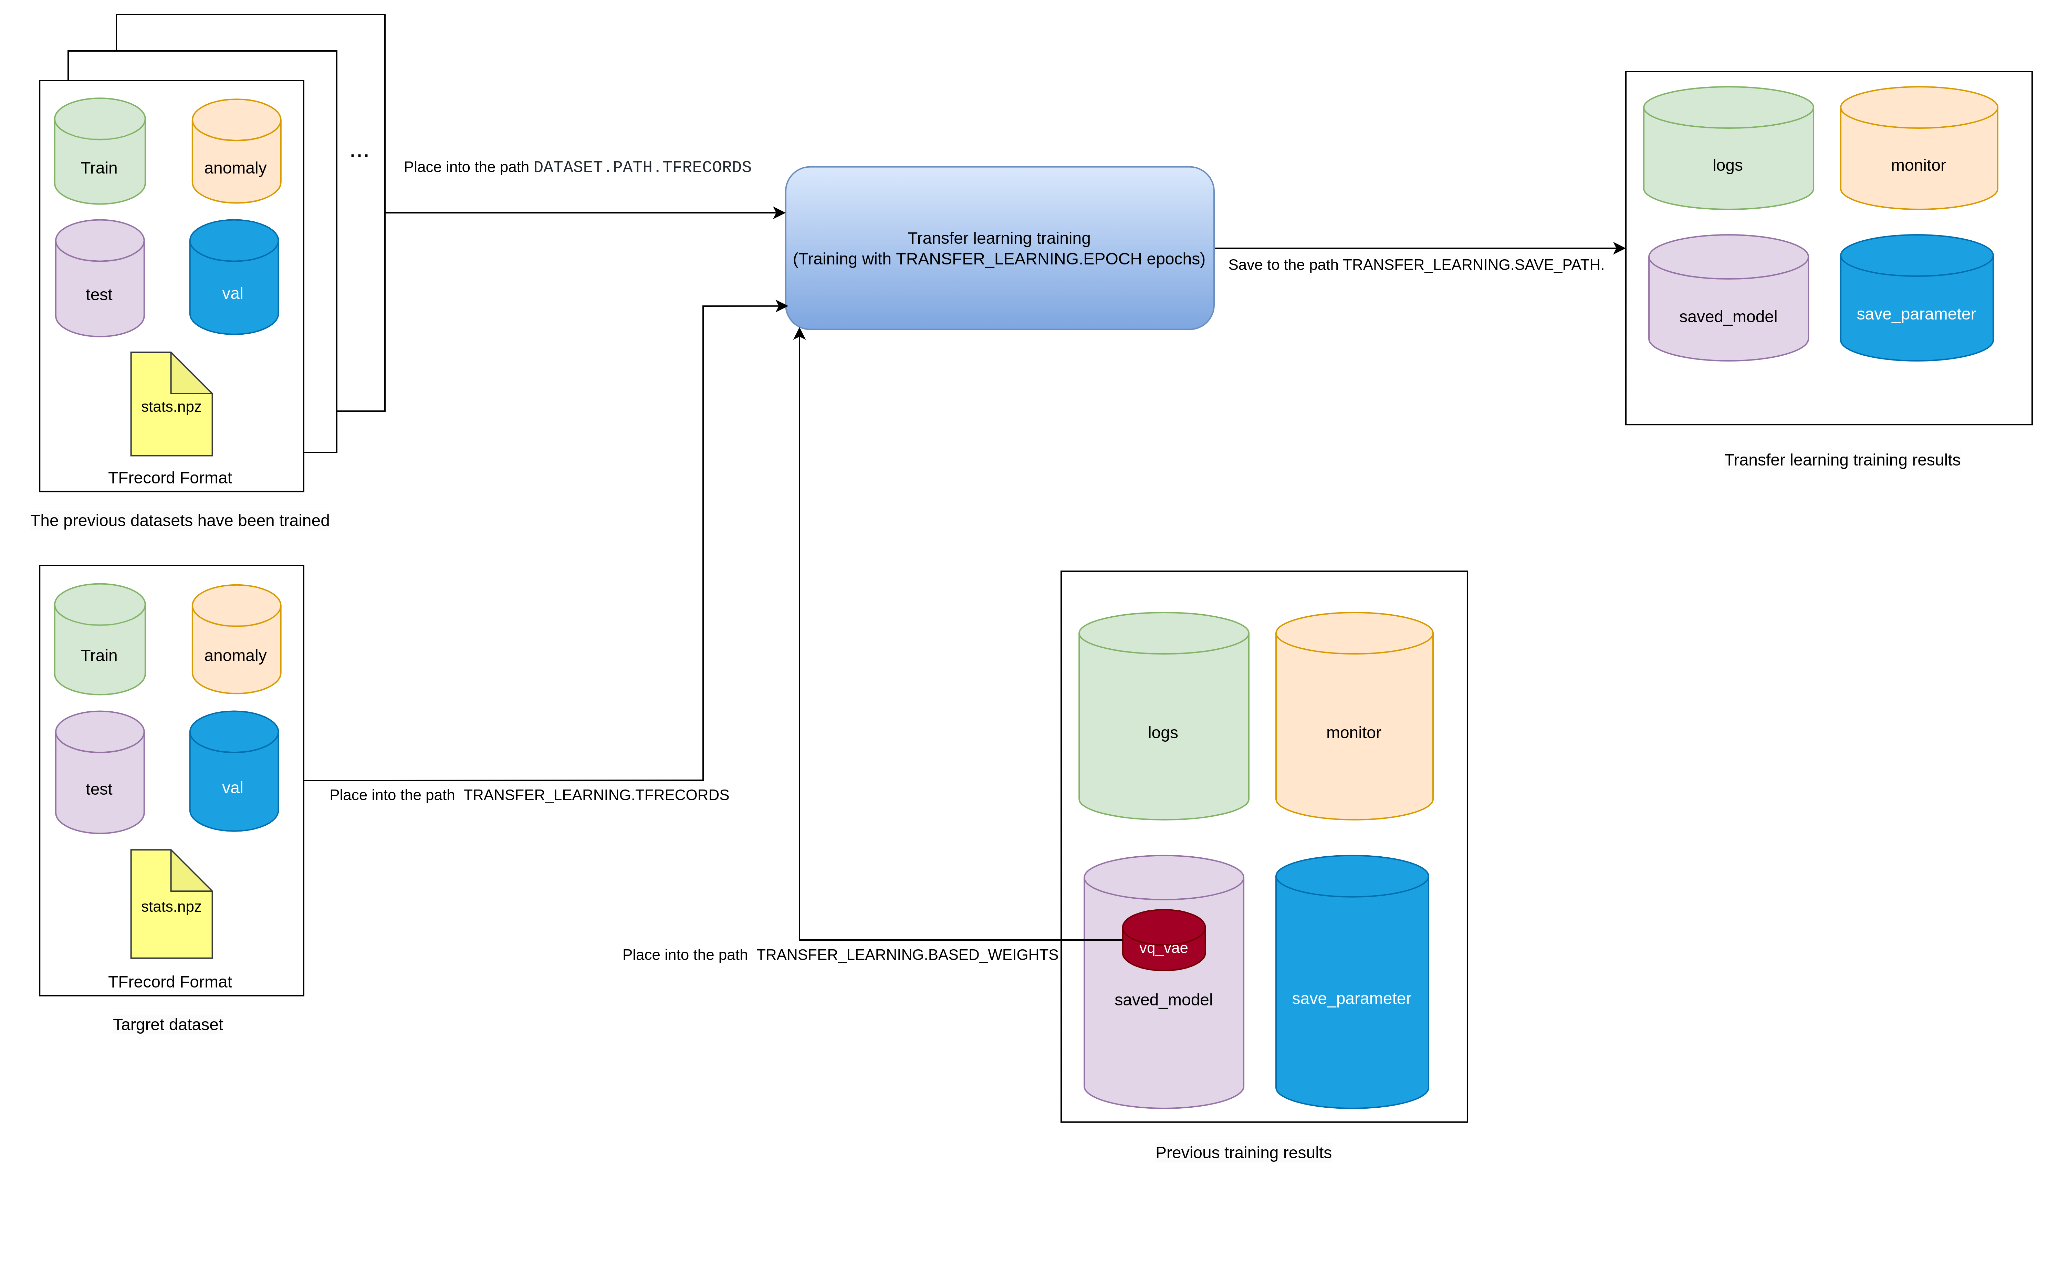 Train
anomaly
...
test
val
stats.npz
TFrecord Format
The previous datasets have been trained
Place into the path DATASET.PATH.TFRECORDS
Transfer learning training
(Training with TRANSFER_LEARNING.EPOCH epochs)
Save to the path TRANSFER_LEARNING.SAVE_PATH.
logs
monitor
saved_model
save_parameter
Transfer learning training results
Train
anomaly
test
val
stats.npz
TFrecord Format
Targret dataset
Place into the path  TRANSFER_LEARNING.TFRECORDS
Place into the path  TRANSFER_LEARNING.BASED_WEIGHTS
logs
monitor
vq_vae
saved_model
save_parameter
Previous training results